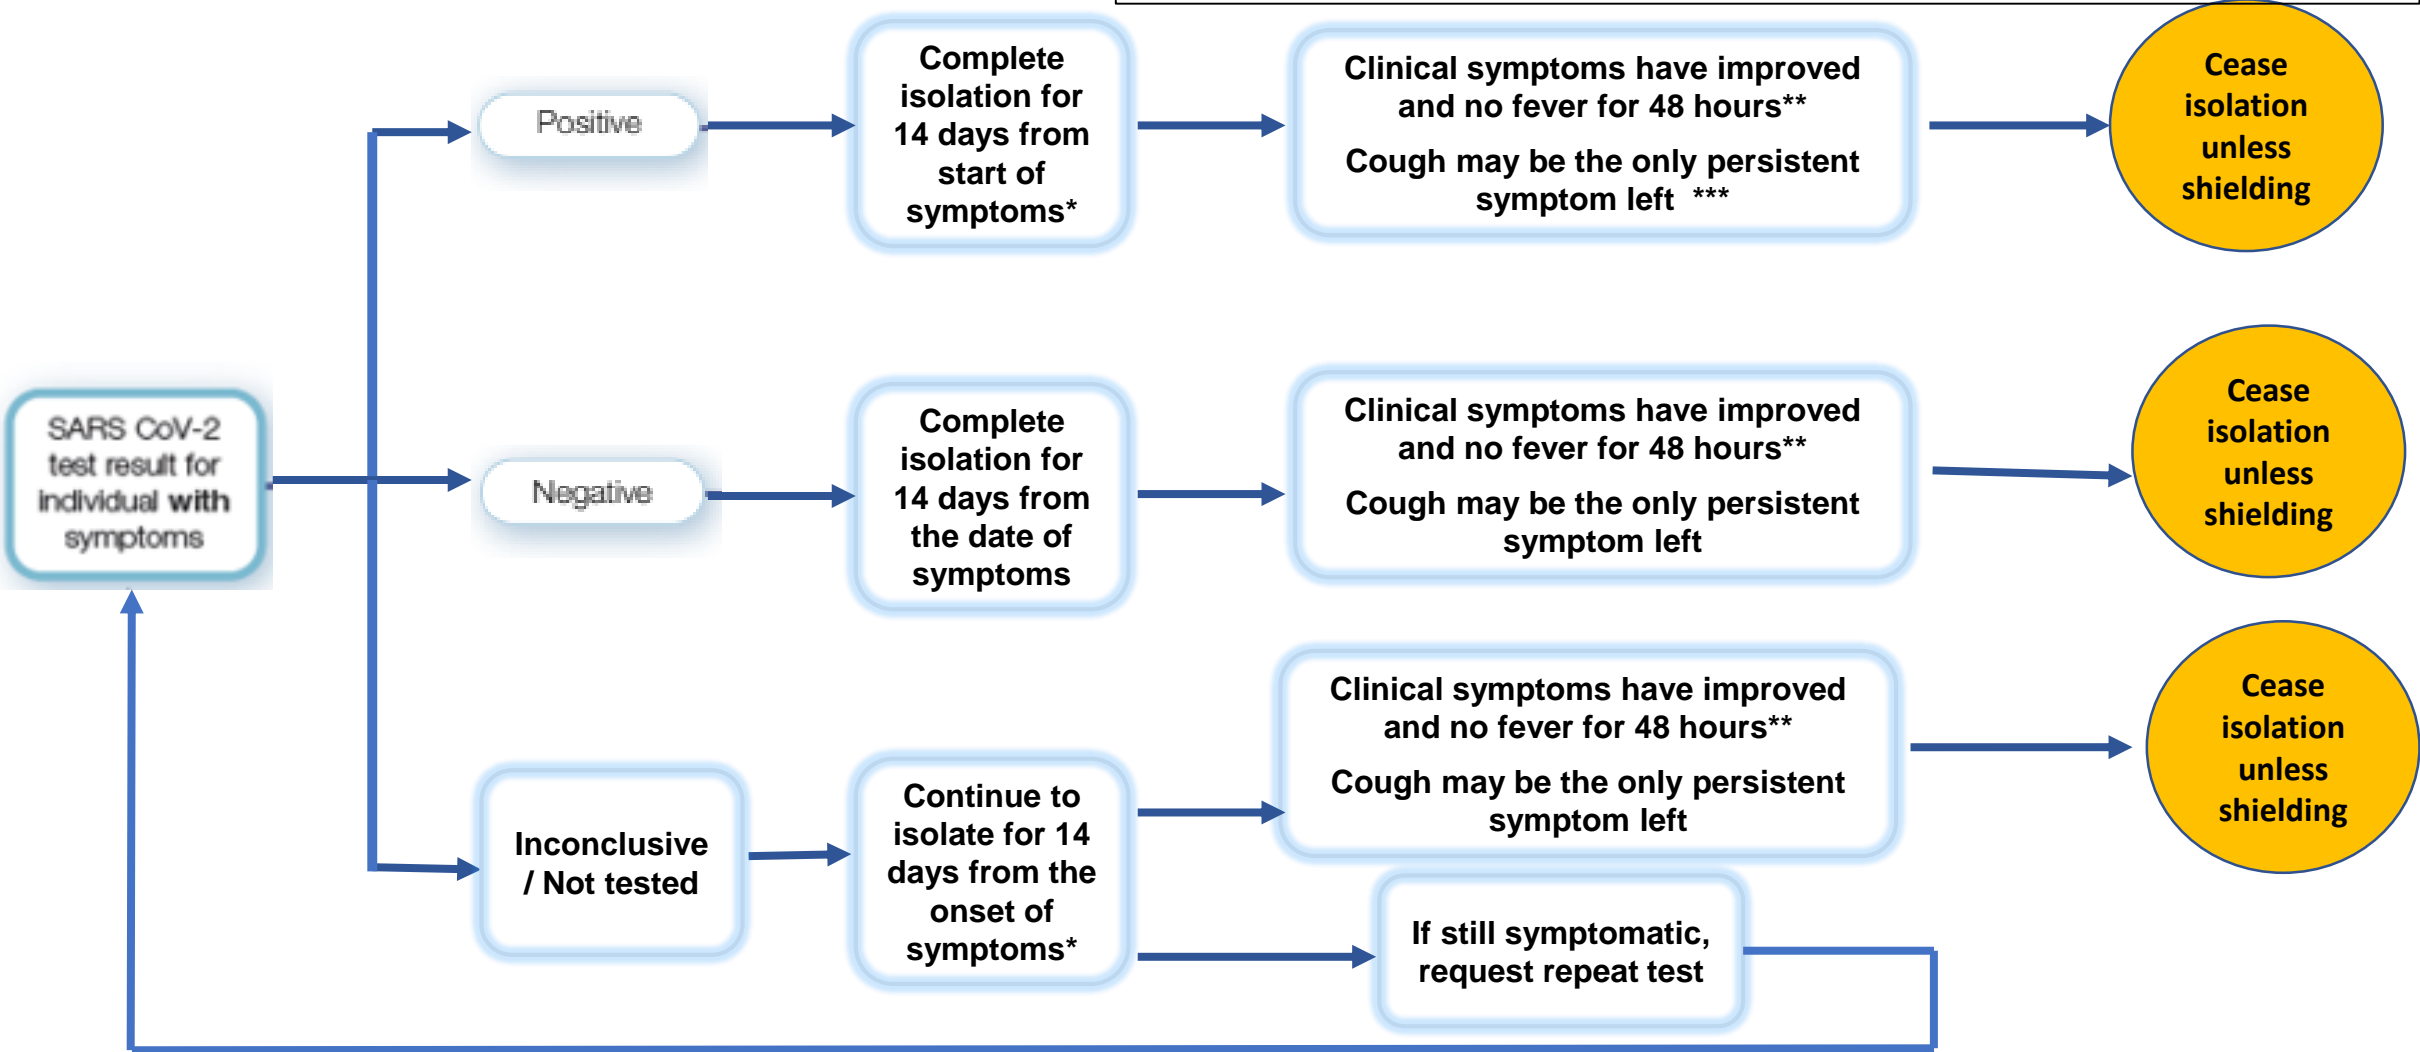 SARS CoV-2
test result for
individual with
symptoms
Positive
Complete
isolation for
14 days from
start of
symptoms*
Clinical symptoms have improved
and no fever for 48 hours**
Cough may be the only persistent
symptom left ***
Cease
isolation
unless
shielding
Negative
Complete
isolation for
14 days from
the date of
symptoms
Clinical symptoms have improved
and no fever for 48 hours**
Cough may be the only persistent
symptom left
Cease
isolation
unless
shielding
Inconclusive
/ Not tested
Continue to
isolate for 14
days from the
onset of
symptoms*
Clinical symptoms have improved
and no fever for 48 hours**
Cough may be the only persistent
symptom left
Cease
isolation
unless
shielding
If still symptomatic,
request repeat test